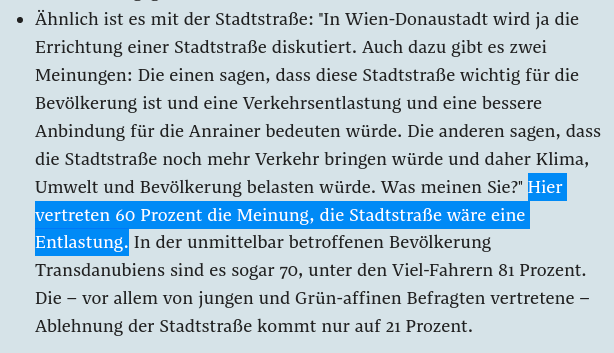 • Ähnlich ist es mit der Stadtstraße: "In Wien-Donaustadt wird ja die
Errichtung einer Stadtstraße diskutiert. Auch dazu gibt es zwei
Meinungen: Die einen sagen, dass diese Stadtstraße wichtig für die
Bevölkerung ist und eine Verkehrsentlastung und eine bessere
Anbindung für die Anrainer bedeuten würde. Die anderen sagen, dass
die Stadtstraße noch mehr Verkehr bringen würde und daher Klima,
Umwelt und Bevölkerung belasten würde. Was meinen Sie?" Hier
vertreten 60 Prozent die Meinung, die Stadtstraße wäre eine
Entlastung. In der unmittelbar betroffenen Bevölkerung
Transdanubiens sind es sogar 70, unter den Viel-Fahrern 81 Prozent.
Die – vor allem von jungen und Grün-affinen Befragten vertretene –
Ablehnung der Stadtstraße kommt nur auf 21 Prozent.